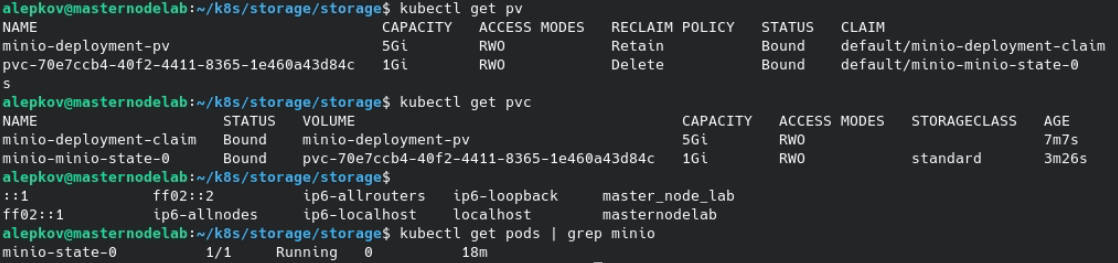 alepkov@masternodelab:~/k8s/storage/storage$ kubectl get pv
NAME CAPACITY ACCESS MODES RECLAIM POLICY STATUS CLAIM
minio-deployment-pv 5Gi RWO Retain Bound default/minio-deployment-claim
pvc-70e7ccb4-40f2-4411-8365-1e460a43d84c 1Gi RWO Delete Bound default/minio-minio-state-0
s
alepkov@masternodelab:~/k8s/storage/storage$ kubectl get pvc
NAME STATUS VOLUME CAPACITY ACCESS MODES STORAGECLASS AGE
minio-deployment-claim Bound minio-deployment-pv 5Gi RWO 7m7s
minio-minio-state-0 Bound pvc-70e7ccb4-40f2-4411-8365-1e460a43d84c 1Gi RWO standard 3m26s
alepkov@masternodelab:~/k8s/storage/storage$
::1 ff02::2 ip6-allrouters ip6-loopback master_node_lab
ff02::1 ip6-allnodes ip6-localhost localhost masternodelab
alepkov@masternodelab:~/k8s/storage/storage$ kubectl get pods | grep minio
minio-state-0 1/1 Running 0 18m